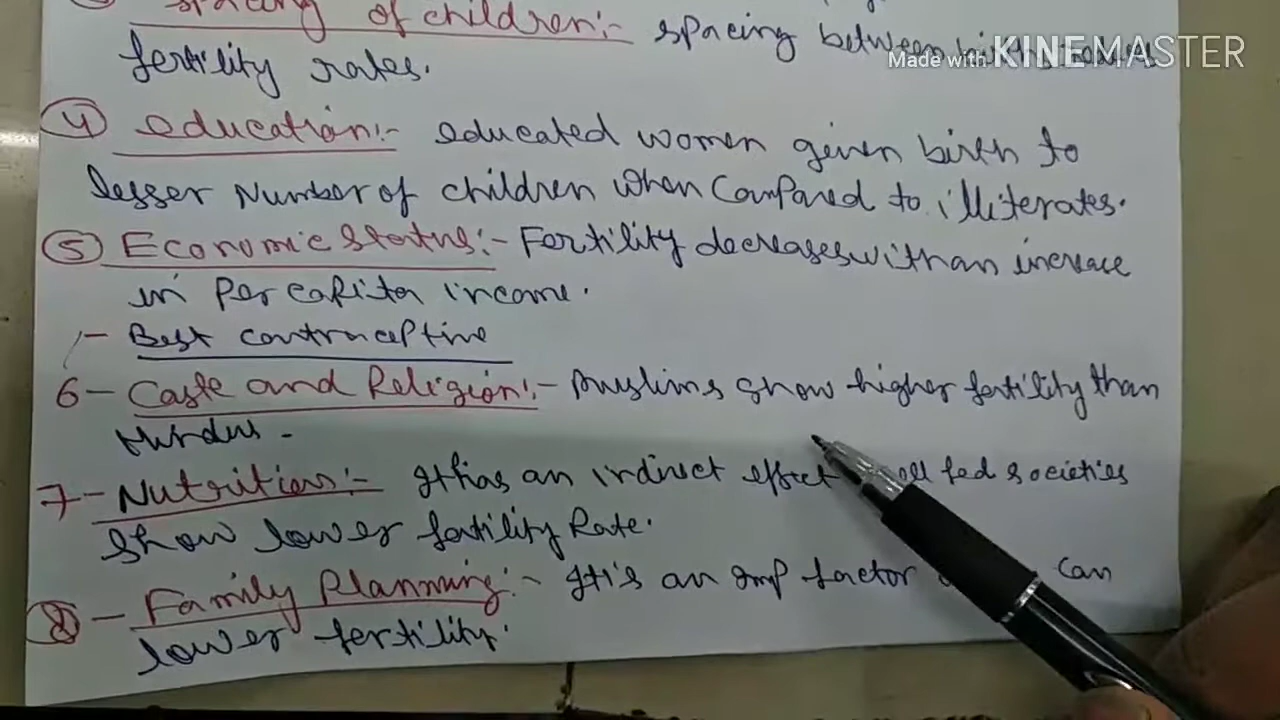 spacing of children:- spacing between
fertility rates.
Made with KINEMASTER
4 education:- educated women given birth to
lesser Number of children when Compared to illiterates.
5 Economic Status:- Fertility decreases with an increase
in Per capita income.
- Best contraceptive
6- Caste and Religion:- Muslims show higher fertility than
Hindus -
7- Nutrition:- It has an indirect effect fed societies
show lower fertility Rate.
8- Family Planning:- It is an imp factor can
lower fertility.